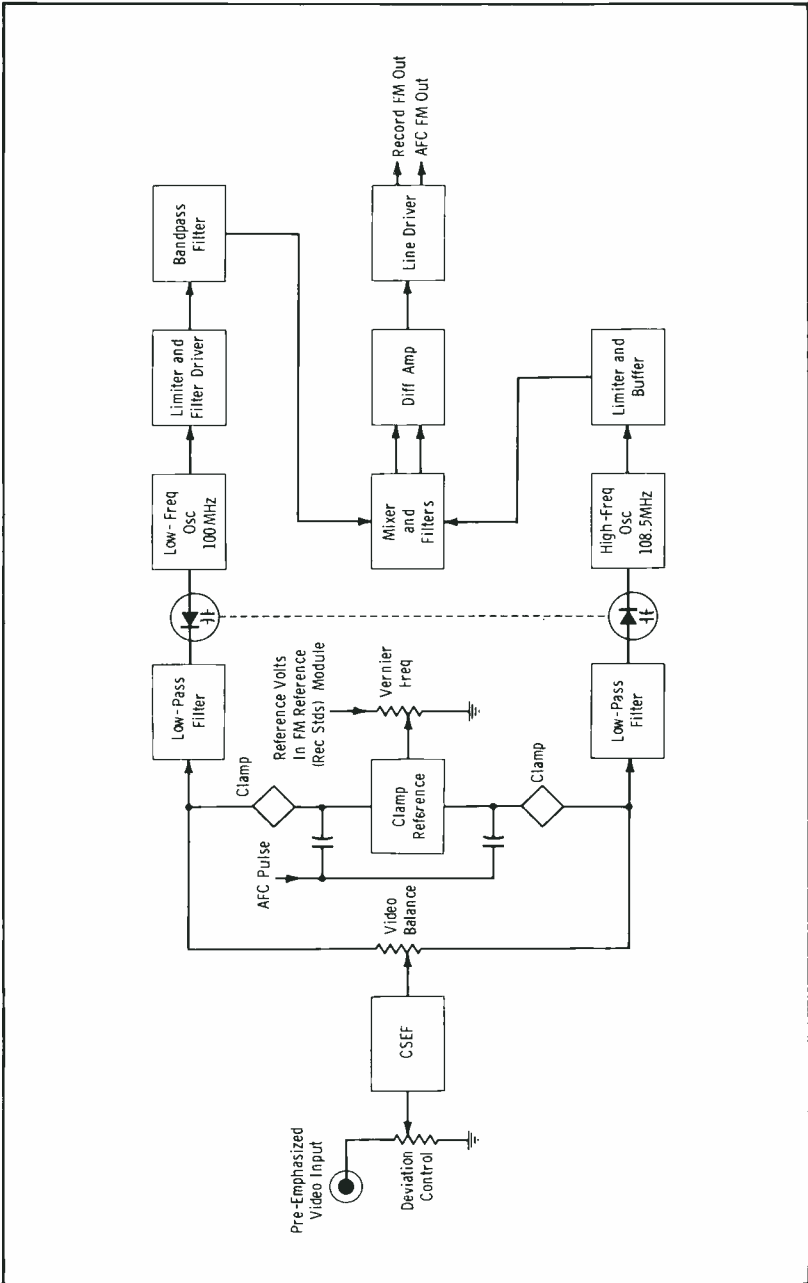 Pre-Emphasized
Video Input
Deviation
Control
CSEF
Video
Balance
AFC Pulse
Clamp
Clamp
Reference
Clamp
Reference Volts
In FM Reference
(Rec Stds) Module
Vernier
Freq
Low-Pass
Filter
Low-Freq
Osc
100 MHz
Limiter and
Filter Driver
Bandpass
Filter
Mixer
and
Filters
Diff Amp
Line Driver
Record FM Out
AFC FM Out
Low-Pass
Filter
High-Freq
Osc
108.5MHz
Limiter and
Buffer